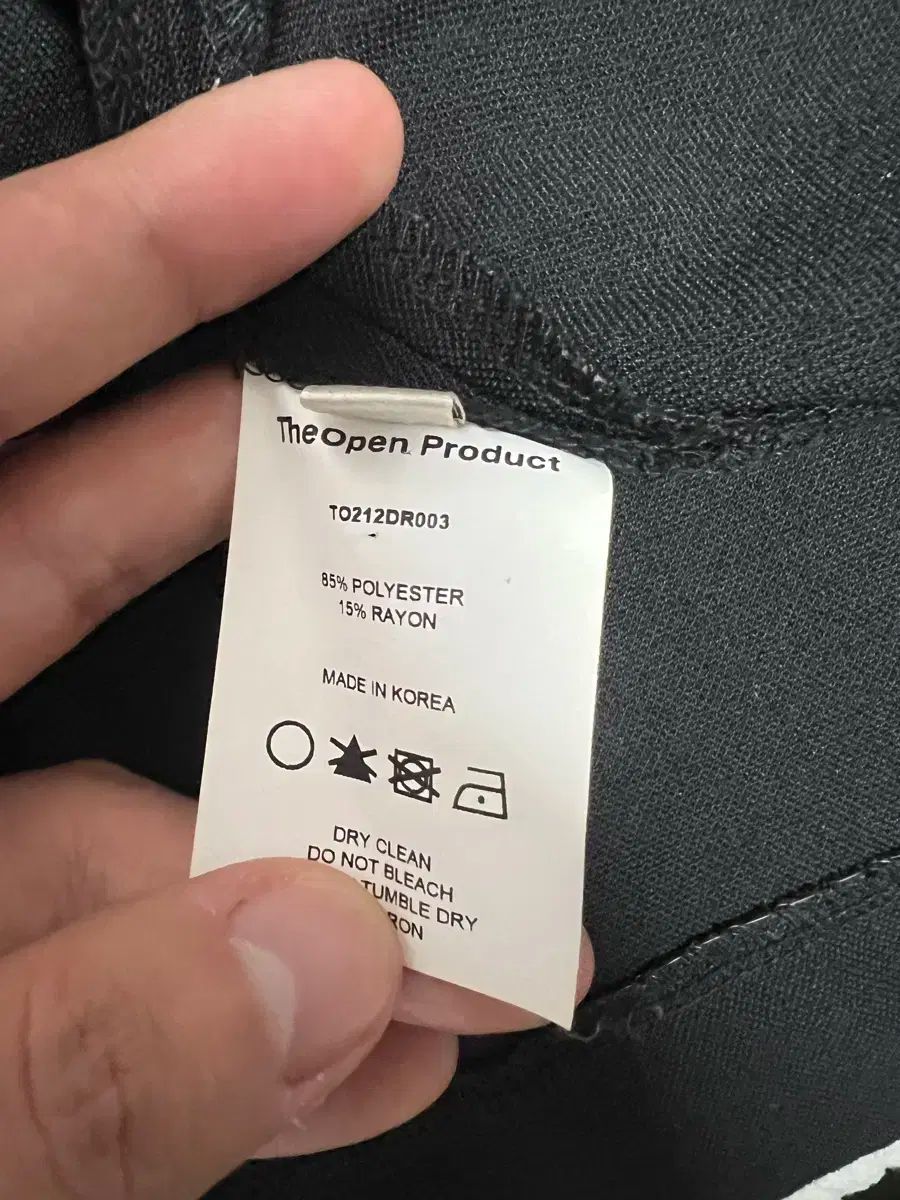 TheOpen Product
TO212DR003
85% POLYESTER
15% RAYON
MADE IN KOREA
DRY CLEAN
DO NOT BLEACH
TUMBLE DRY